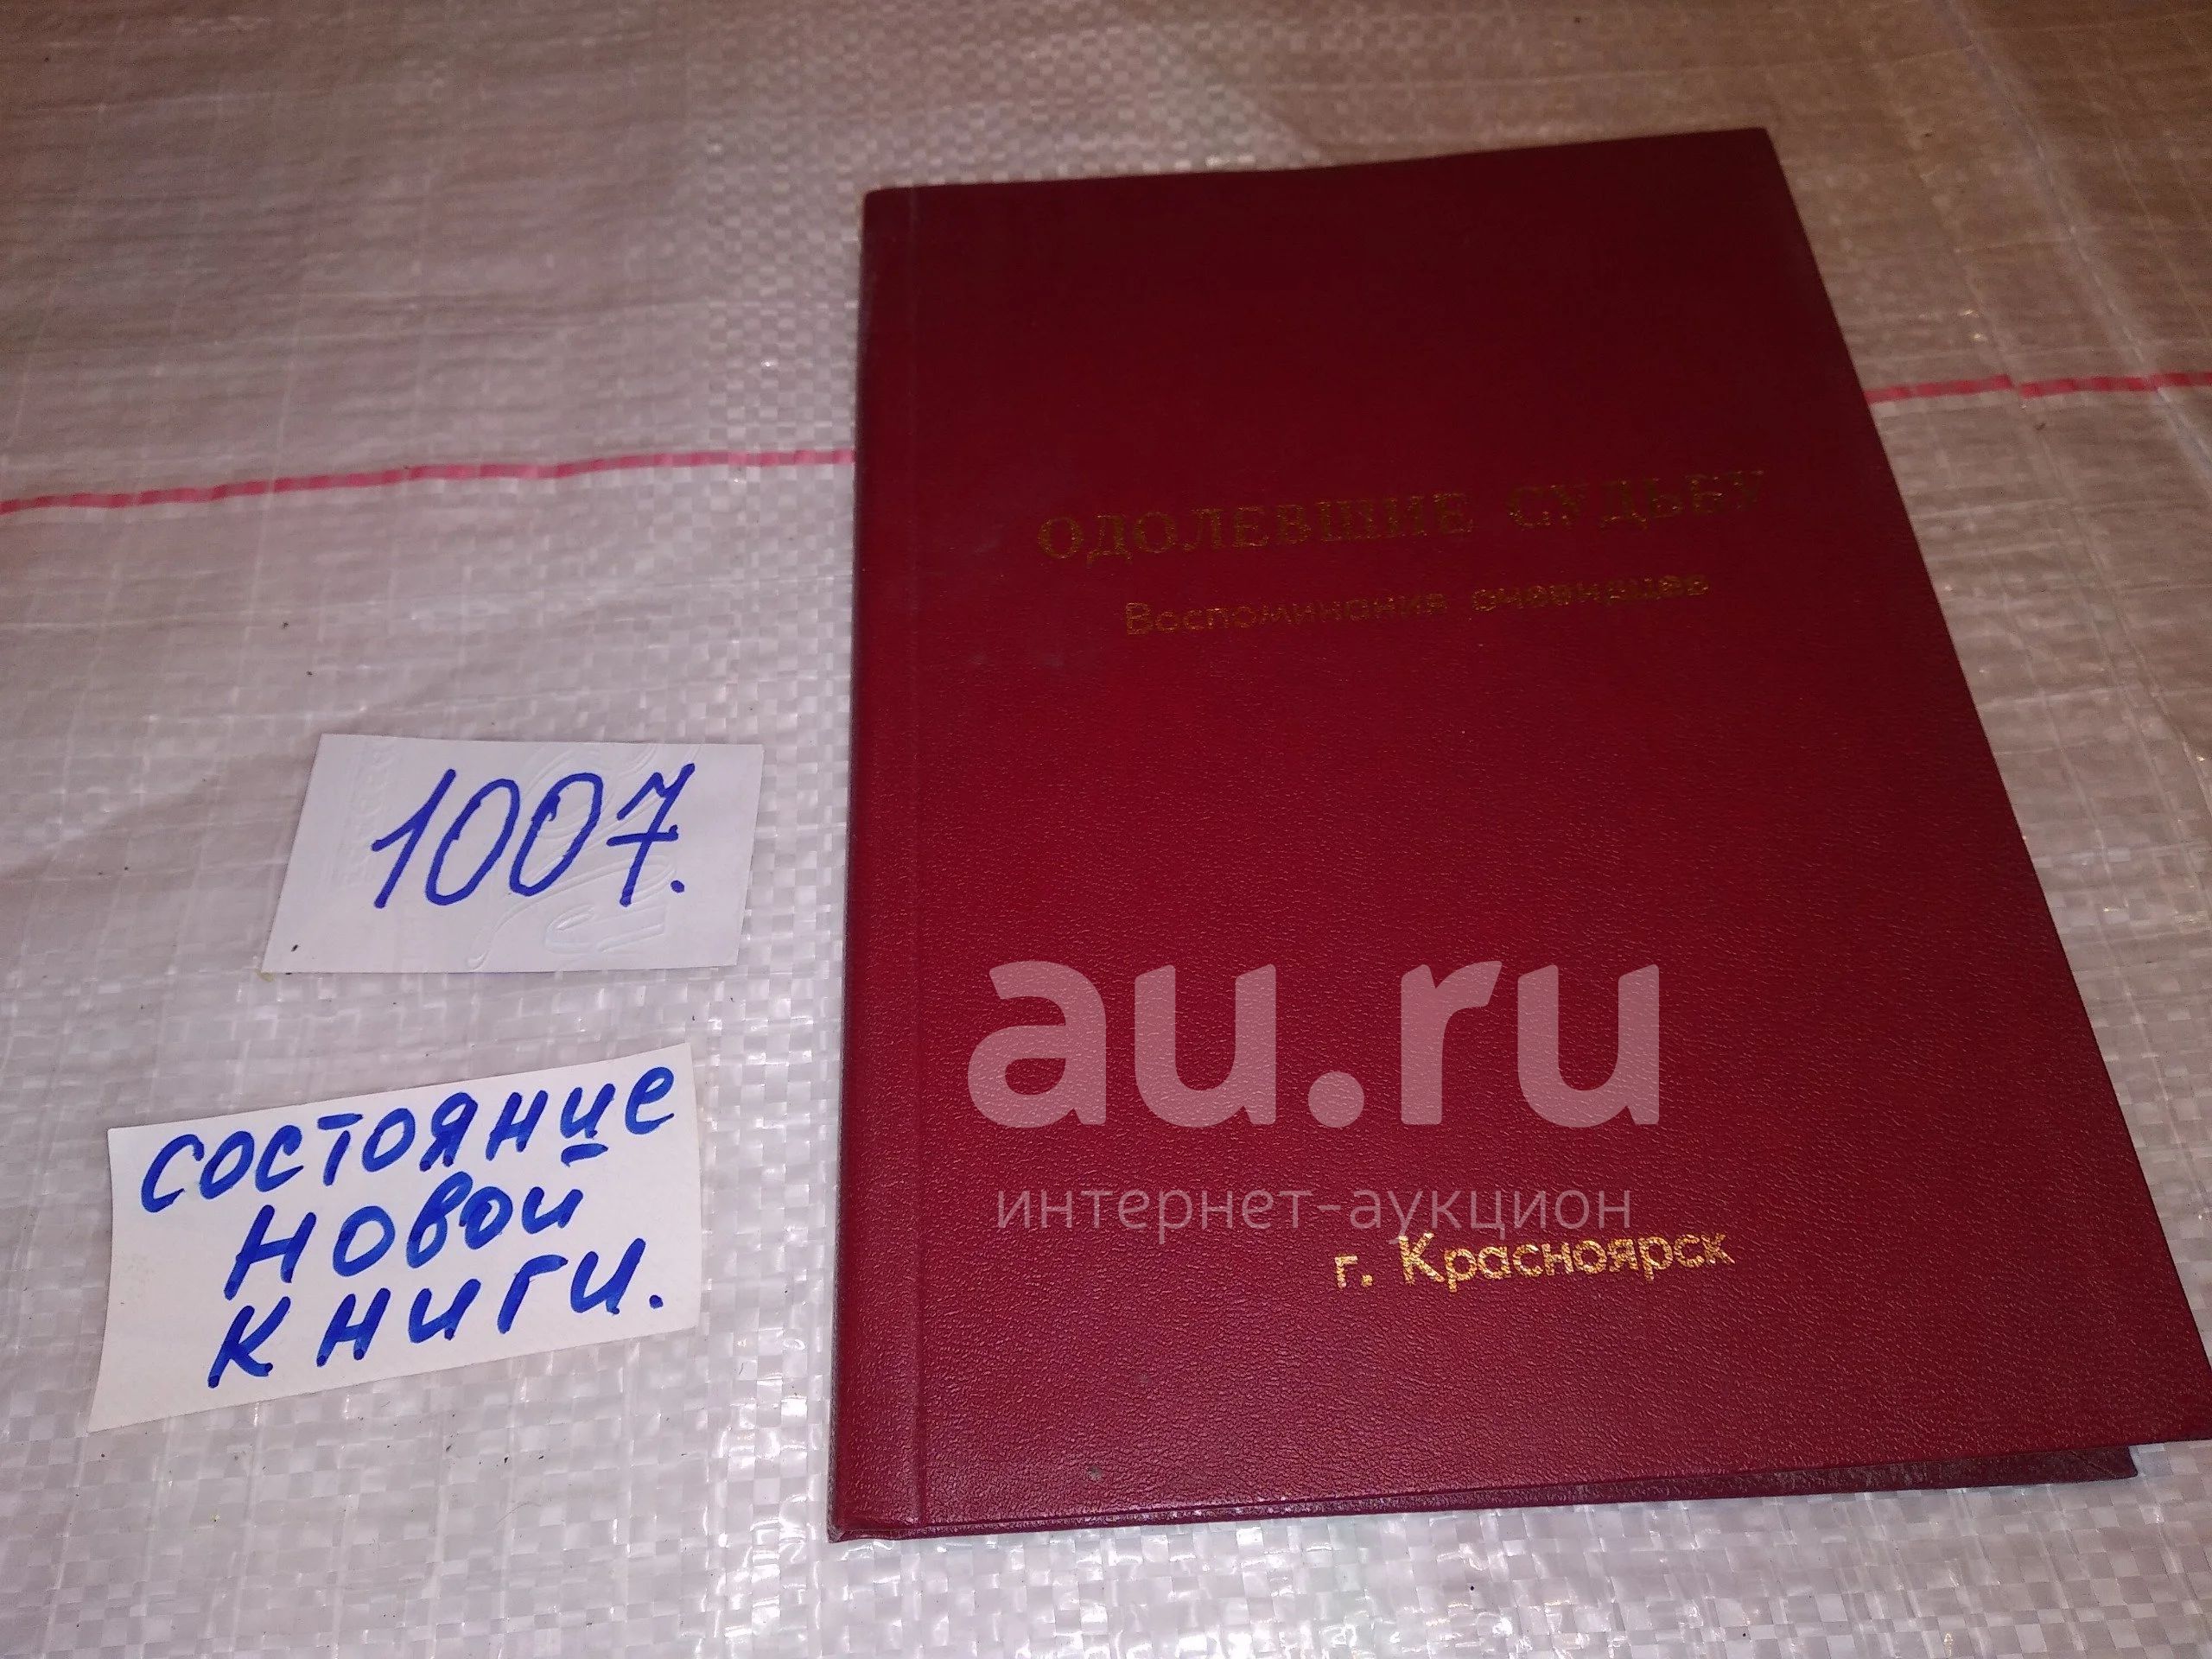 ОДОЛЕВШИЕ СУДЬБУ
Воспоминания очевидцев
1007.
au.ru
интернет-аукцион
г. Красноярск
состояние
новой
книги.